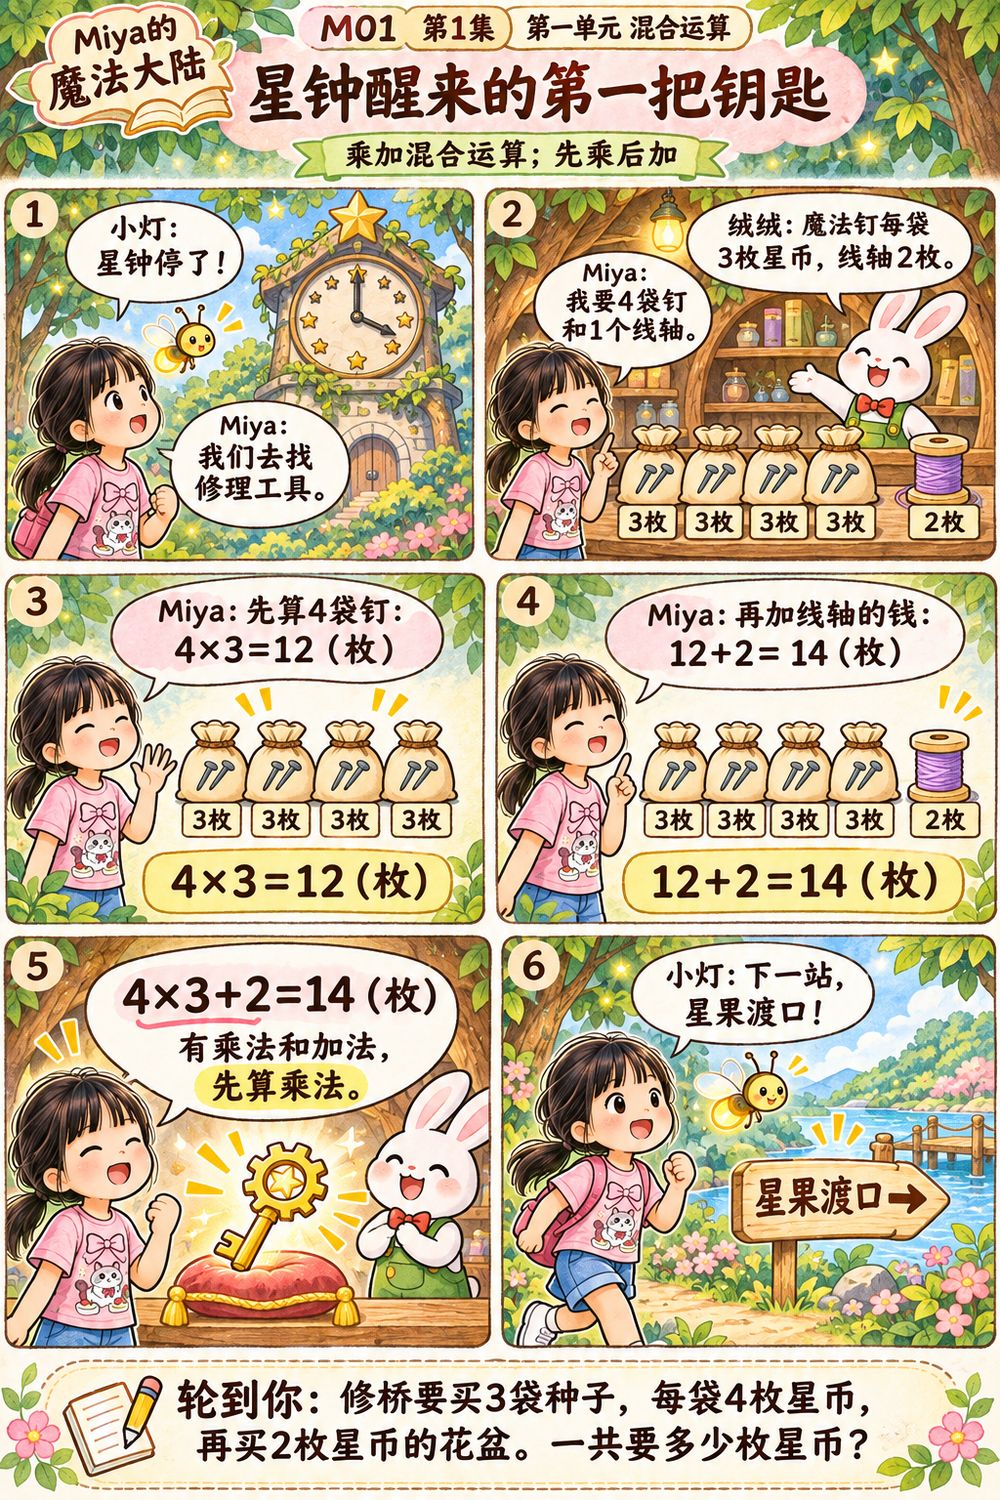 Miya的
魔法大陆
M01 第1集 第一单元 混合运算
星钟醒来的第一把钥匙
乘加混合运算；先乘后加
1
小灯：
星钟停了！
Miya：
我们去找
修理工具。
2
绒绒：魔法钉每袋
3枚星币，线轴2枚。
Miya：
我要4袋钉
和1个线轴。
3枚 3枚 3枚 3枚 2枚
3
Miya：先算4袋钉：
4×3=12（枚）
3枚 3枚 3枚 3枚
4×3=12（枚）
4
Miya：再加线轴的钱：
12+2=14（枚）
3枚 3枚 3枚 3枚 2枚
12+2=14（枚）
5
4×3+2=14（枚）
有乘法和加法，
先算乘法。
6
小灯：下一站，
星果渡口！
星果渡口→
轮到你：修桥要买3袋种子，每袋4枚星币，
再买2枚星币的花盆。一共要多少枚星币？